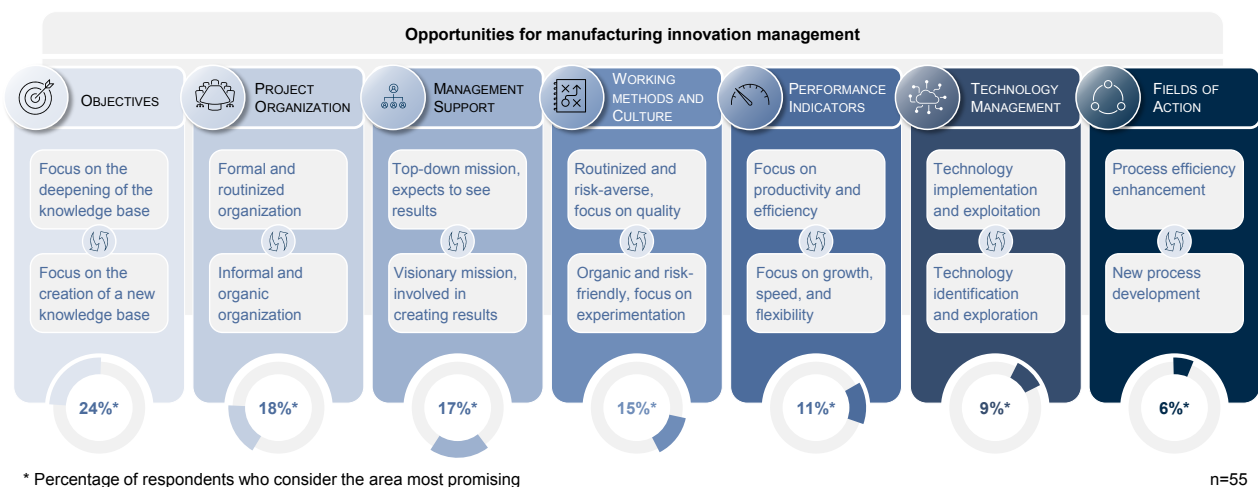 Opportunities for manufacturing innovation management
OBJECTIVES
PROJECT
ORGANIZATION
MANAGEMENT
SUPPORT
WORKING
METHODS AND
CULTURE
PERFORMANCE
INDICATORS
TECHNOLOGY
MANAGEMENT
FIELDS OF
ACTION
Focus on the
deepening of the
knowledge base
Formal and
routinized
organization
Top-down mission,
expects to see
results
Routinized and
risk-averse,
focus on quality
Focus on
productivity and
efficiency
Technology
implementation
and exploitation
Process efficiency
enhancement
Focus on the
creation of a new
knowledge base
Informal and
organic
organization
Visionary mission,
involved in
creating results
Organic and risk-
friendly, focus on
experimentation
Focus on growth,
speed, and
flexibility
Technology
identification
and exploration
New process
development
24%*
18%*
17%*
15%*
11%*
9%*
6%*
* Percentage of respondents who consider the area most promising
n=55